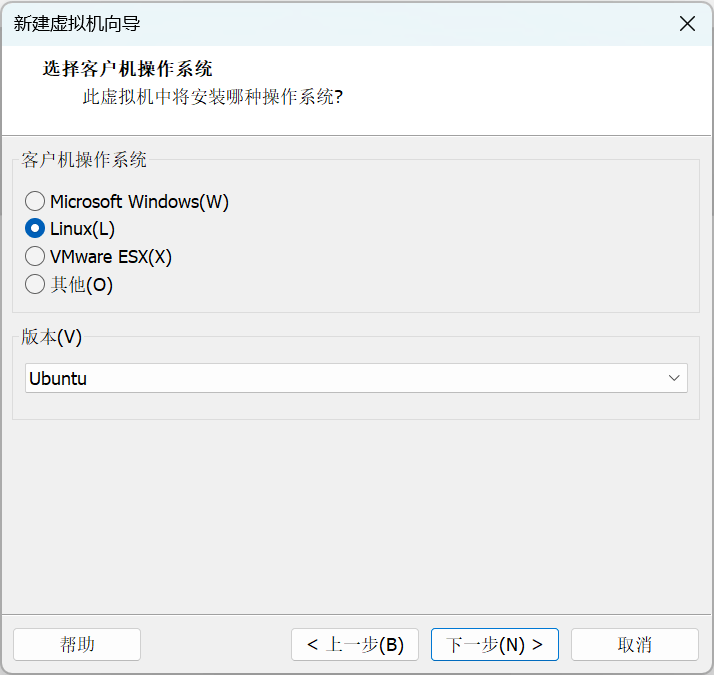 新建虚拟机向导
选择客户机操作系统
此虚拟机中将安装哪种操作系统?
客户机操作系统
Microsoft Windows(W)
Linux(L)
VMware ESX(X)
其他(O)
版本(V)
Ubuntu
帮助
< 上一步(B)
下一步(N) >
取消